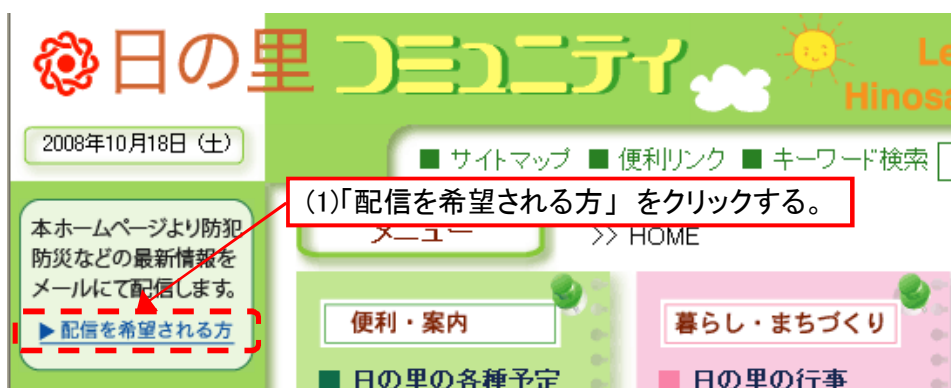 日の里 コミュニティ
Le
Hinosa
2008年10月18日（土）
■ サイトマップ ■ 便利リンク ■ キーワード検索
(1)「配信を希望される方」をクリックする。
本ホームページより防犯
防災などの最新情報を
メールにて配信します。
▶配信を希望される方
メニュー
>> HOME
便利・案内
■ 日の里の各種予定
暮らし・まちづくり
■ 日の里の行事